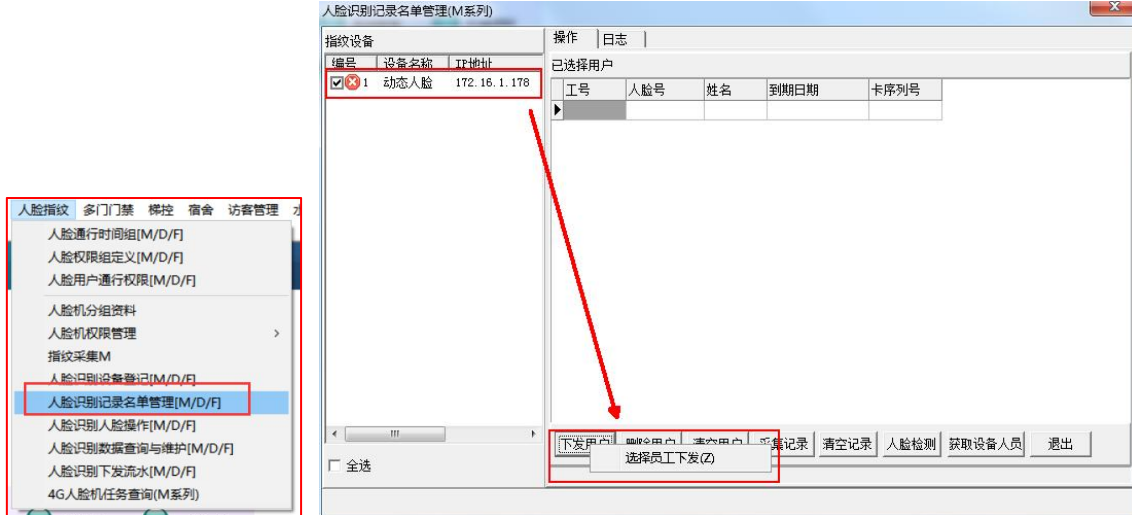 人脸识别记录名单管理(M系列)
指纹设备
编号 设备名称 IP地址
1 动态人脸 172.16.1.178
全选
操作 日志
已选择用户
工号 人脸号 姓名 到期日期 卡序列号
下发用户 删除用户 清空用户 采集记录 清空记录 人脸检测 获取设备人员 退出
选择员工下发(Z)
人脸指纹 多门门禁 梯控 宿舍 访客管理
人脸通行时间组[M/D/F]
人脸权限组定义[M/D/F]
人脸用户通行权限[M/D/F]
人脸机分组资料
人脸机权限管理
指纹采集M
人脸识别设备登记[M/D/F]
人脸识别记录名单管理[M/D/F]
人脸识别人脸操作[M/D/F]
人脸识别数据查询与维护[M/D/F]
人脸识别下发流水[M/D/F]
4G人脸机任务查询(M系列)